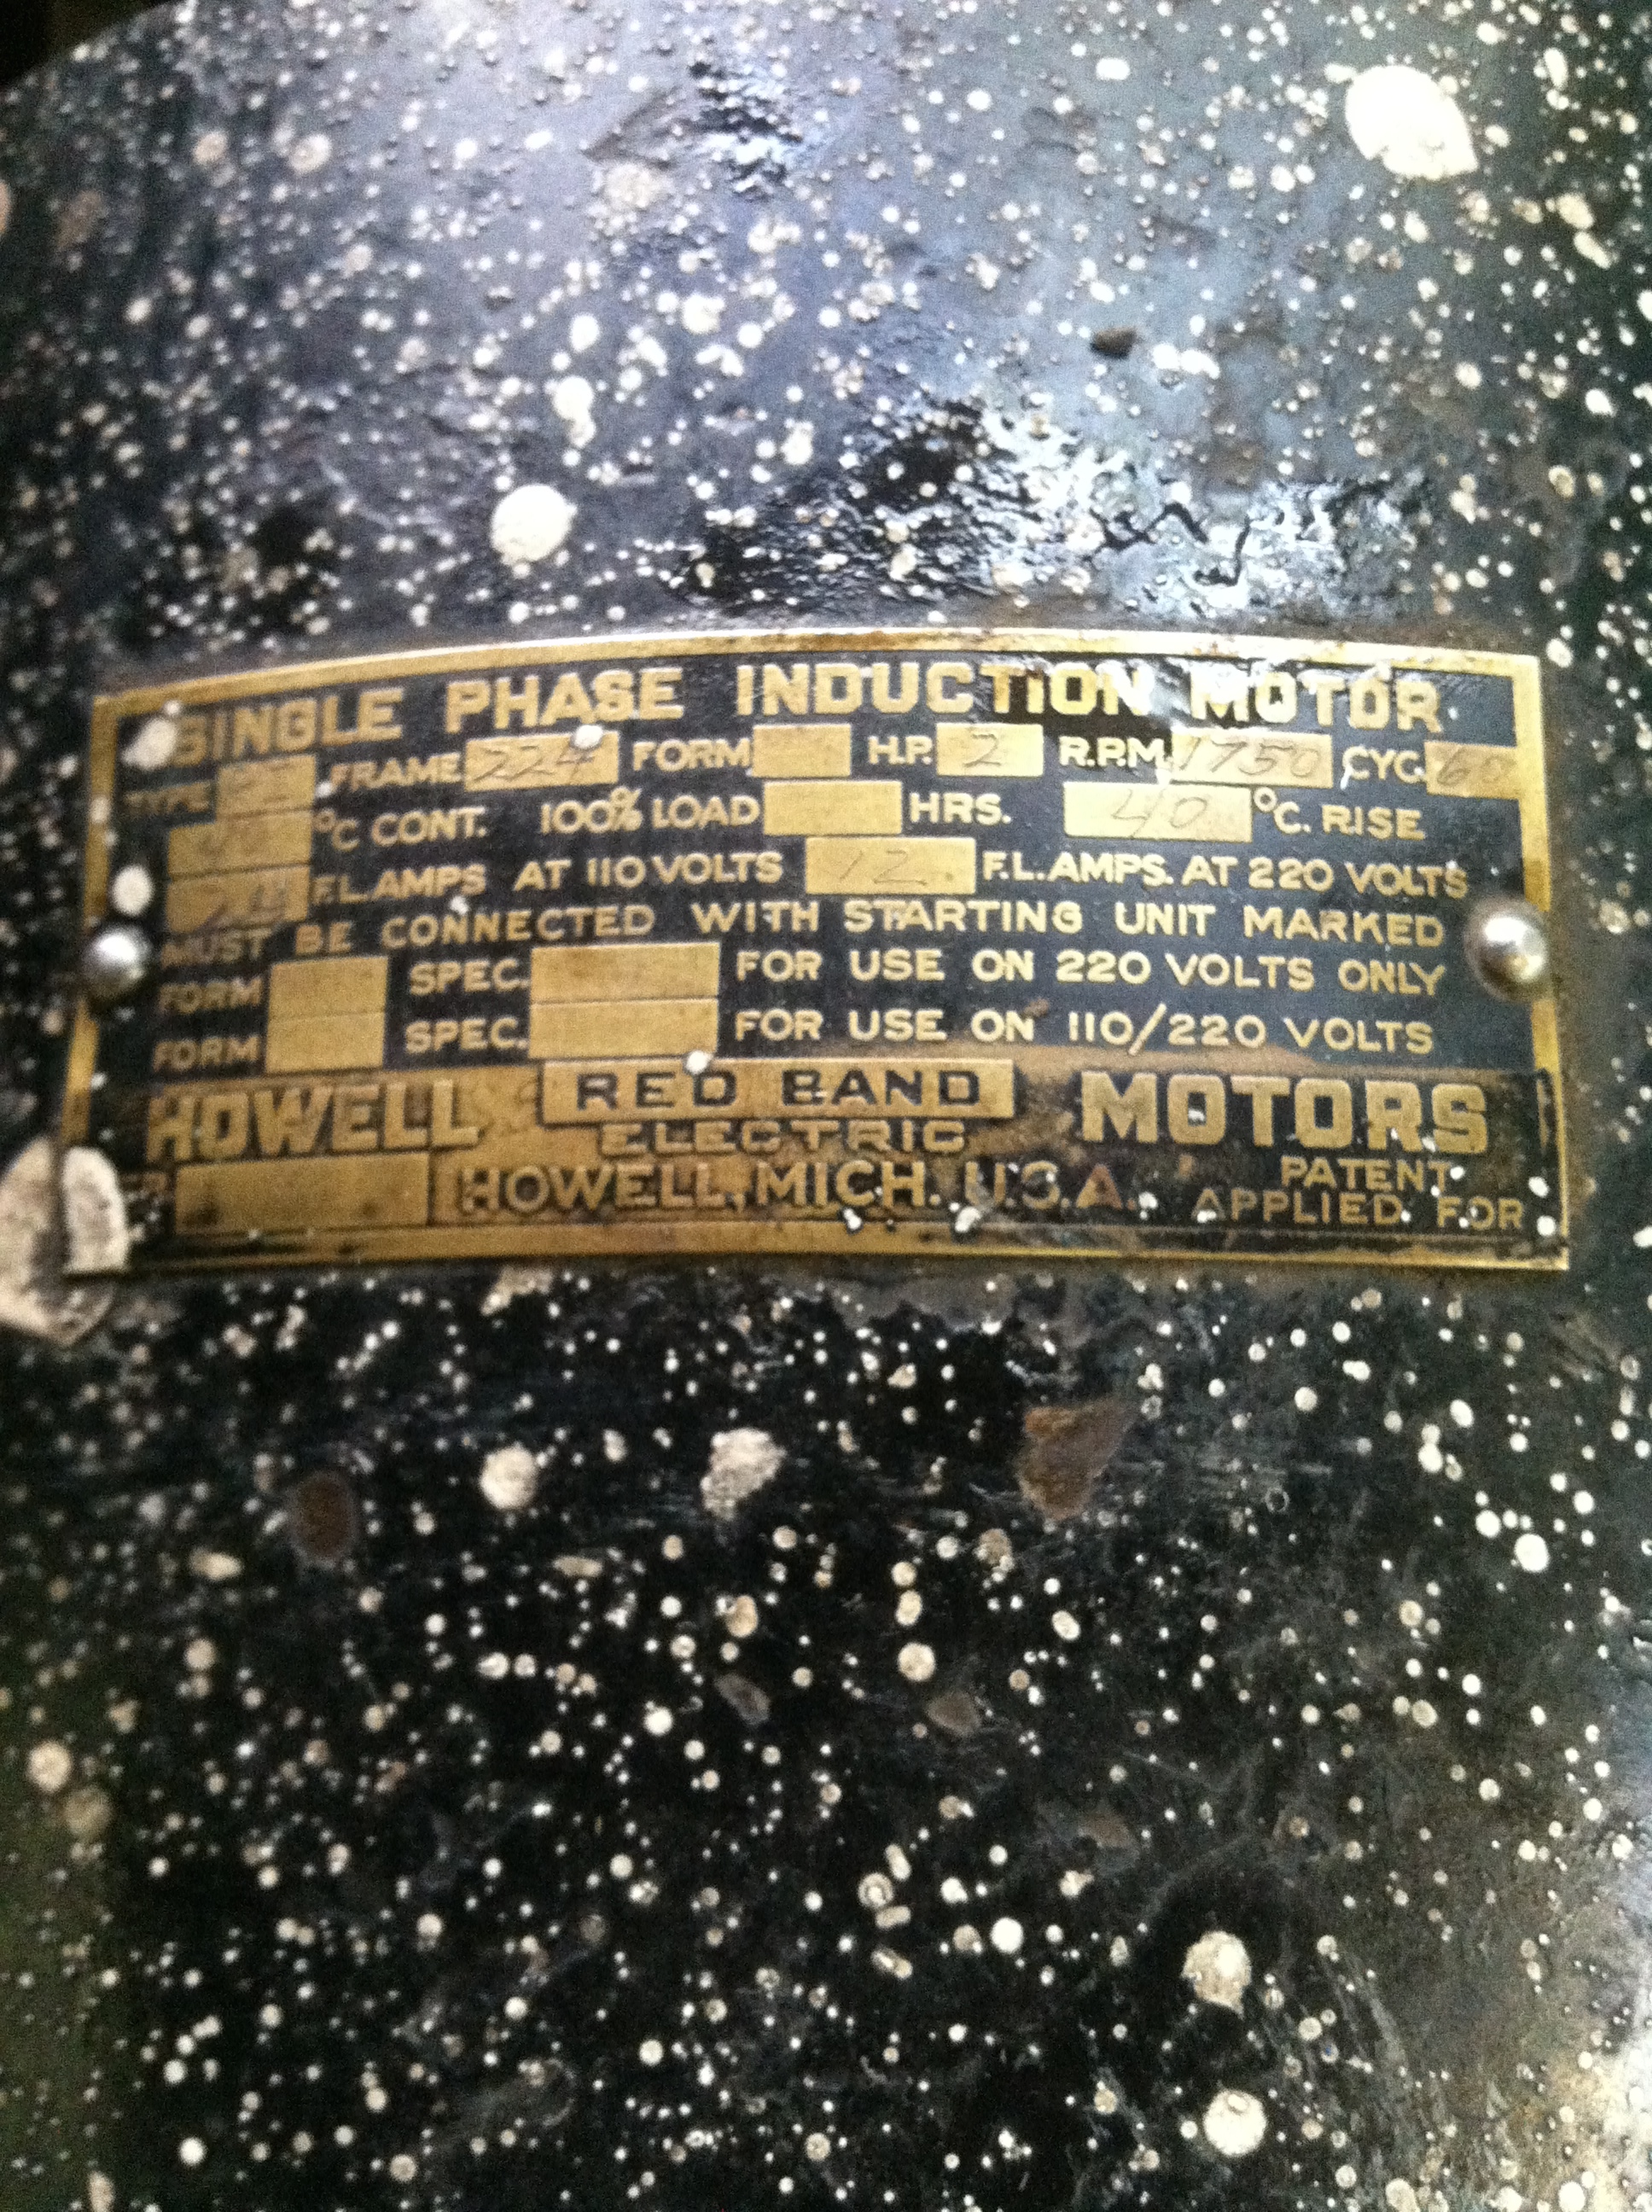 SINGLE PHASE INDUCTION MOTOR
TYPE FRAME 224 FORM H.P. 2 R.P.M. 1750 CYC. 60
°C CONT. 100% LOAD HRS. 40 °C. RISE
24 F.L. AMPS AT 110 VOLTS 12 F.L. AMPS. AT 220 VOLTS
MUST BE CONNECTED WITH STARTING UNIT MARKED
FORM SPEC. FOR USE ON 220 VOLTS ONLY
FORM SPEC. FOR USE ON 110/220 VOLTS
HOWELL RED BAND MOTORS
ELECTRIC
HOWELL, MICH. U.S.A. PATENT
APPLIED FOR